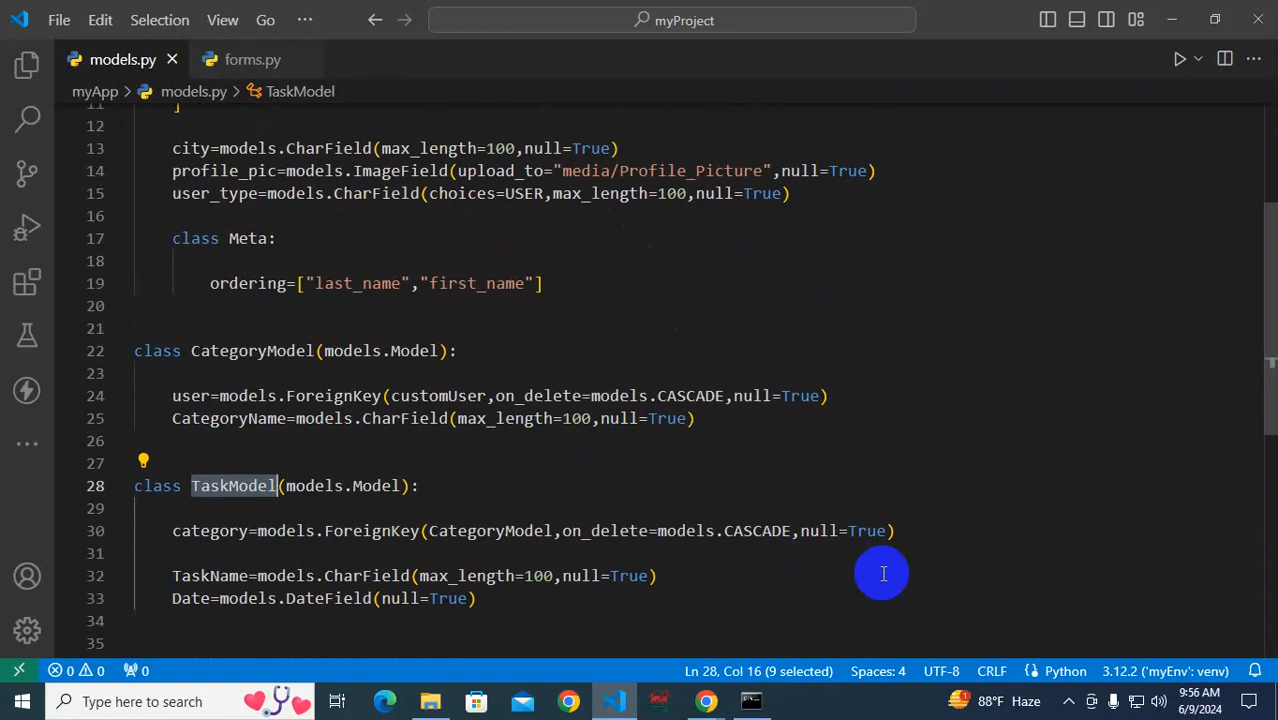 File Edit Selection View Go ··· myProject
models.py forms.py
myApp > models.py > TaskModel
11 ]
12
13 city=models.CharField(max_length=100,null=True)
14 profile_pic=models.ImageField(upload_to="media/Profile_Picture",null=True)
15 user_type=models.CharField(choices=USER,max_length=100,null=True)
16
17 class Meta:
18
19 ordering=["last_name","first_name"]
20
21
22 class CategoryModel(models.Model):
23
24 user=models.ForeignKey(customUser,on_delete=models.CASCADE,null=True)
25 CategoryName=models.CharField(max_length=100,null=True)
26
27
28 class TaskModel(models.Model):
29
30 category=models.ForeignKey(CategoryModel,on_delete=models.CASCADE,null=True)
31
32 TaskName=models.CharField(max_length=100,null=True)
33 Date=models.DateField(null=True)
34
35
0 0 0 Ln 28, Col 16 (9 selected) Spaces: 4 UTF-8 CRLF Python 3.12.2 ('myEnv': venv)
Type here to search 1 88°F Haze 9:56 AM
6/9/2024